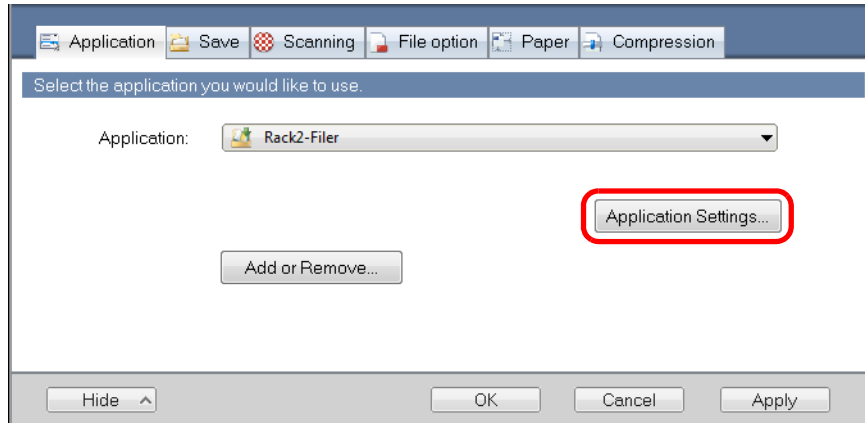 Application Save Scanning File option Paper Compression
Select the application you would like to use.
Application: Rack2-Filer
Application Settings...
Add or Remove...
Hide OK Cancel Apply